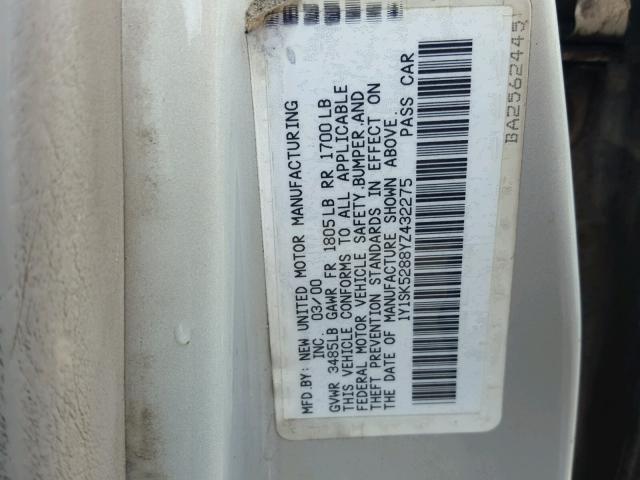 MFD.BY: NEW UNITED MOTOR MANUFACTURING
INC. 03/00
GVWR 3485LB GAWR FR 1805LB RR 1700LB
THIS VEHICLE CONFORMS TO ALL APPLICABLE
FEDERAL MOTOR VEHICLE SAFETY,BUMPER,AND
THEFT PREVENTION STANDARDS IN EFFECT ON
THE DATE OF MANUFACTURE SHOWN ABOVE.
1Y1SK5288YZ432275 PASS CAR
BA2562445